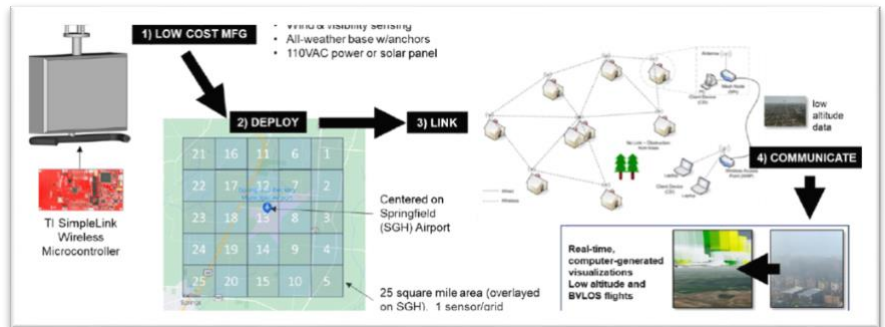 1) LOW COST MFG
Wind & visibility sensing
• All-weather base w/anchors
• 110VAC power or solar panel
2) DEPLOY
3) LINK
low
altitude
data
4) COMMUNICATE
21 16 11 6 1
22 17 12 7 2
23 18 13 8 3
24 19 14 9 4
25 20 15 10 5
TI SimpleLink
Wireless
Microcontroller
Centered on
Springfield
(SGH) Airport
25 square mile area (overlayed
on SGH). 1 sensor/grid
Real-time,
computer-generated
visualizations
Low altitude and
BVLOS flights